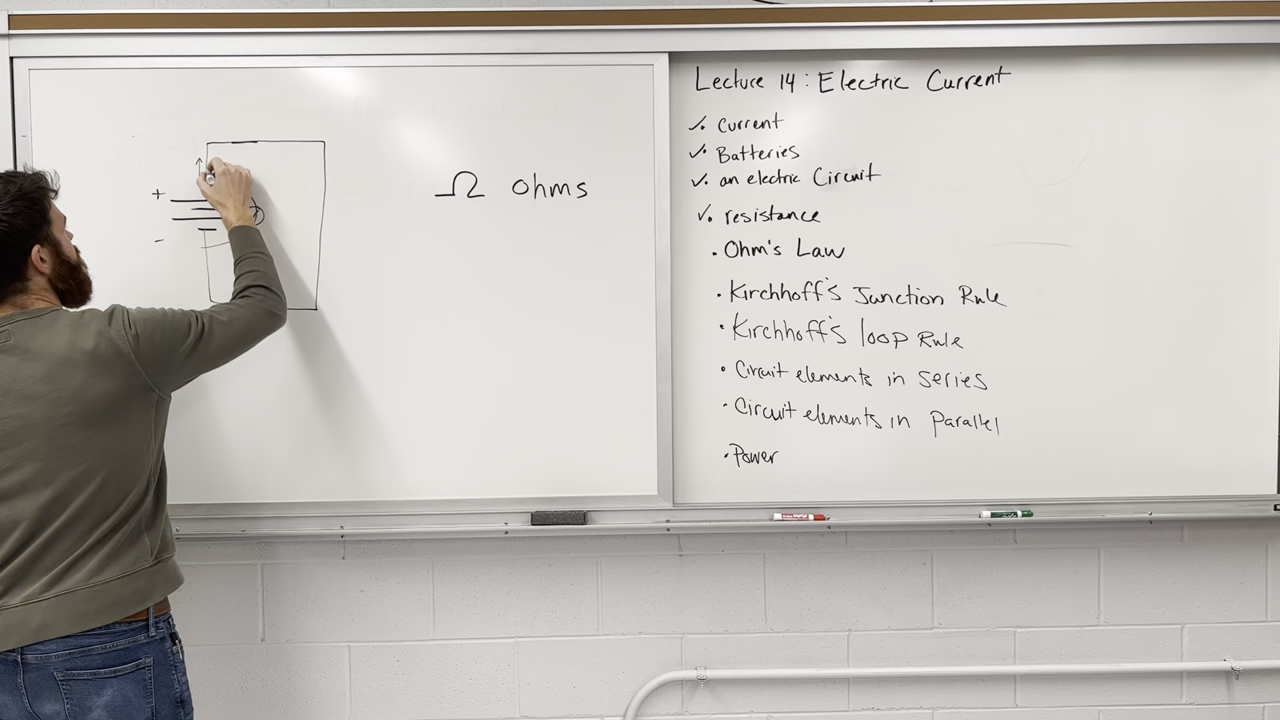 +
-
Ω ohms
Lecture 14: Electric Current
✓• Current
✓• Batteries
✓• an electric Circuit
✓• resistance
• Ohm's Law
• Kirchhoff's Junction Rule
• Kirchhoff's loop Rule
• Circuit elements in series
• Circuit elements in Parallel
• Power